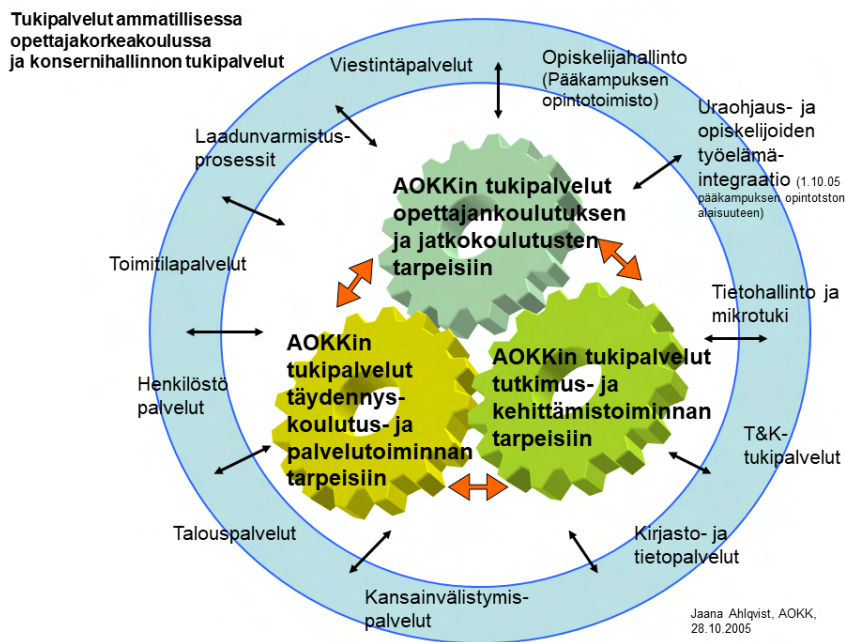 Tukipalvelut ammatillisessa
opettajakorkeakoulussa
ja konsernihallinnon tukipalvelut
Viestintäpalvelut
Opiskelijahallinto
(Pääkampuksen
opintotoimisto)
Uraohjaus- ja
opiskelijoiden
työelämä-
integraatio (1.10.05
pääkampuksen opintotston
alaisuuteen)
Laadunvarmistus-
prosessit
AOKKin tukipalvelut
opettajankoulutuksen
ja jatkokoulutusten
tarpeisiin
Toimitilapalvelut
Tietohallinto ja
mikrotuki
AOKKin
tukipalvelut
täydennys-
koulutus- ja
palvelutoiminnan
tarpeisiin
AOKKin tukipalvelut
tutkimus- ja
kehittämistoiminnan
tarpeisiin
Henkilöstö
palvelut
T&K-
tukipalvelut
Talouspalvelut
Kirjasto- ja
tietopalvelut
Kansainvälistymis-
palvelut
Jaana Ahlqvist, AOKK,
28.10.2005